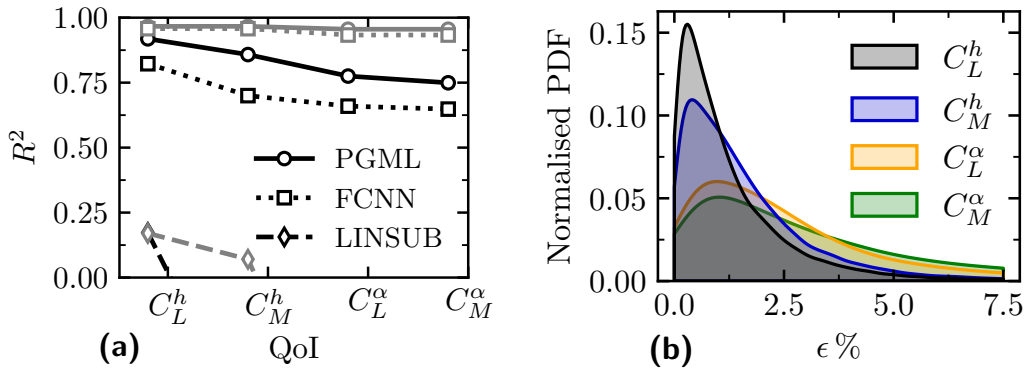 1.00
0.75
0.50
0.25
0.00
R²
PGML
FCNN
LINSUB
C_L^h C_M^h C_L^α C_M^α
(a) QoI
0.15
0.10
0.05
0.00
Normalised PDF
C_L^h
C_M^h
C_L^α
C_M^α
0.0 2.5 5.0 7.5
(b) ϵ %